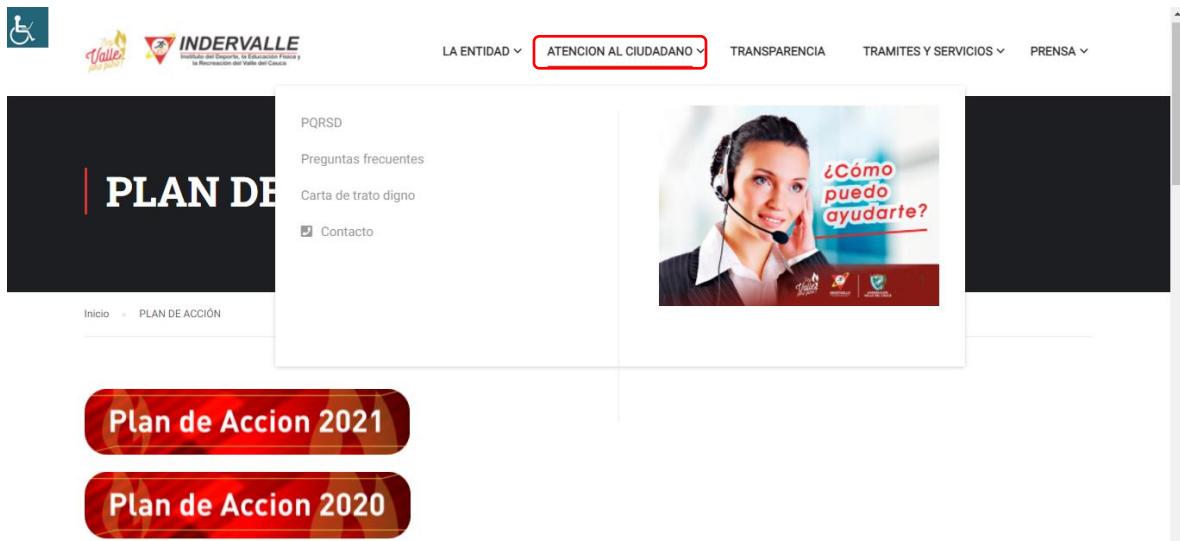 Valle
INDERVALLE
Instituto del Deporte, la Educación Física y
la Recreación del Valle del Cauca
LA ENTIDAD
ATENCION AL CIUDADANO
TRANSPARENCIA
TRAMITES Y SERVICIOS
PRENSA
PQRSD
Preguntas frecuentes
Carta de trato digno
Contacto
¿Cómo
puedo
ayudarte?
PLAN DE
Inicio
PLAN DE ACCIÓN
Plan de Accion 2021
Plan de Accion 2020